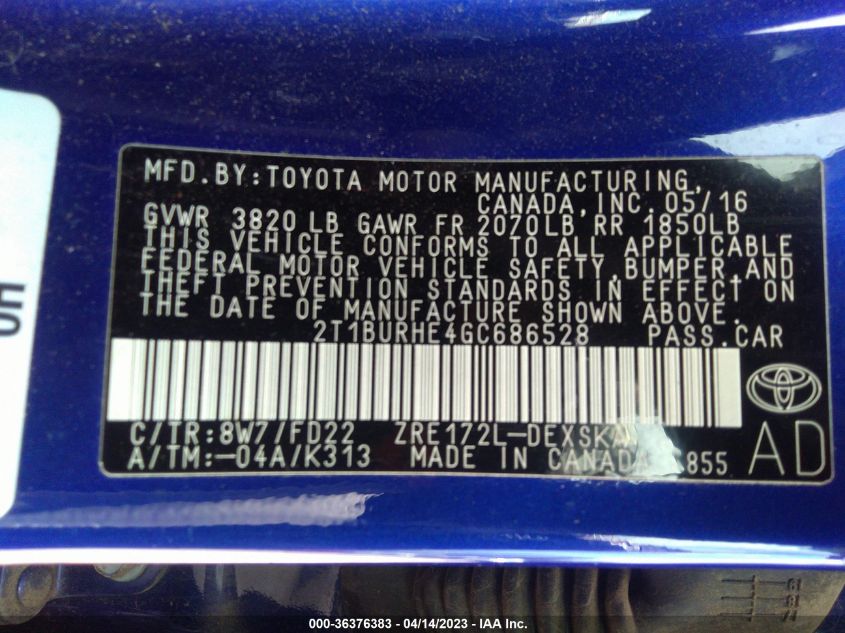 MFD.BY:TOYOTA MOTOR MANUFACTURING,
CANADA,INC.05/16
GVWR 3820 LB GAWR FR 2070LB RR 1850LB
THIS VEHICLE CONFORMS TO ALL APPLICABLE
FEDERAL MOTOR VEHICLE SAFETY,BUMPER,AND
THEFT PREVENTION STANDARDS IN EFFECT ON
THE DATE OF MANUFACTURE SHOWN ABOVE.
2T1BURHE4GC686528 PASS.CAR
C/TR:8W7/FD22 ZRE172L-DEXSKA
A/TM:-04A/K313 MADE IN CANADA 855
AD
000-36376383 - 04/14/2023 - IAA Inc.